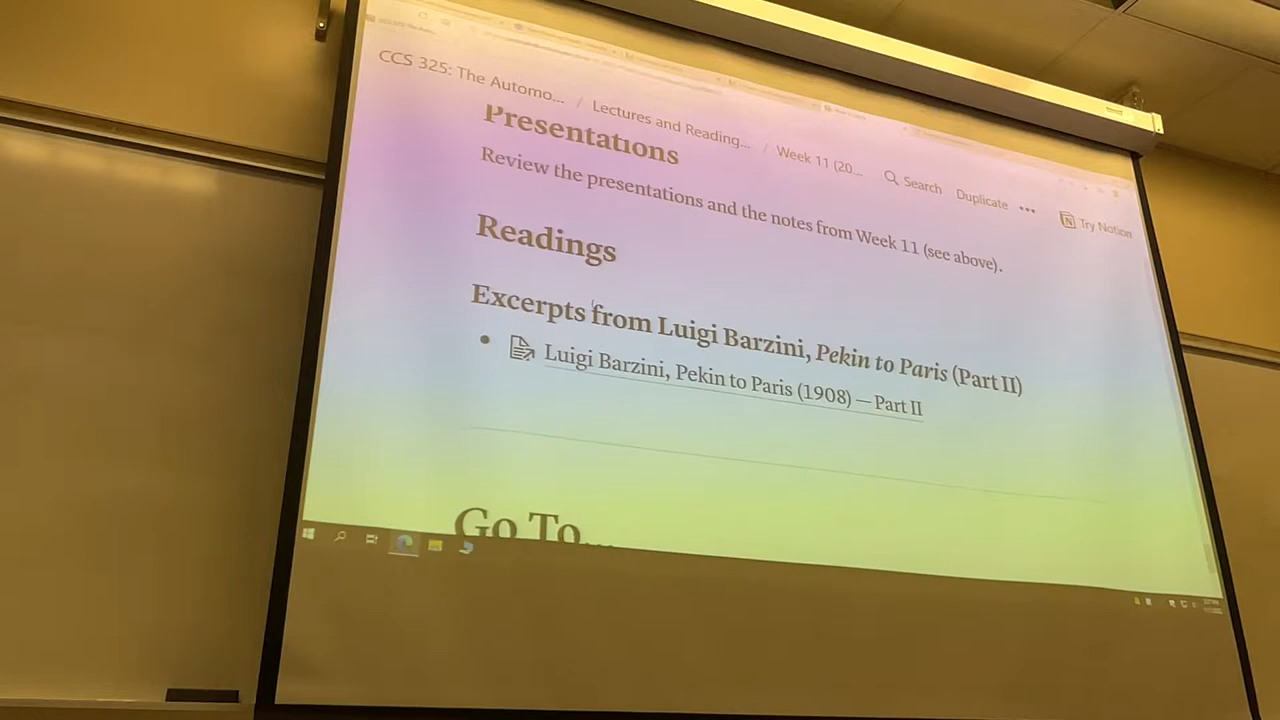 CCS 325: The Automo... / Lectures and Reading... / Week 11 (20...
Search Duplicate ••• Try Notion
Presentations
Review the presentations and the notes from Week 11 (see above).
Readings
Excerpts from Luigi Barzini, Pekin to Paris (Part II)
• Luigi Barzini, Pekin to Paris (1908) — Part II
Go To...